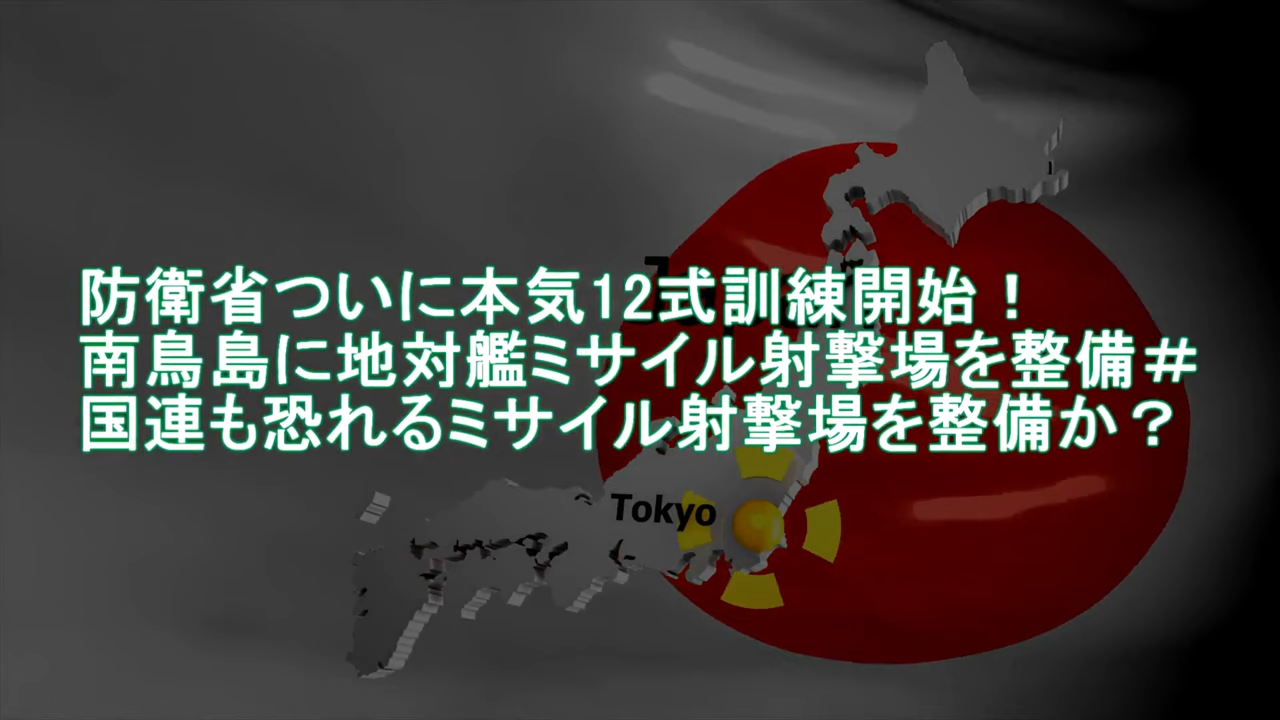 防衛省ついに本気12式訓練開始！
南鳥島に地対艦ミサイル射撃場を整備＃
国連も恐れるミサイル射撃場を整備か？
Tokyo